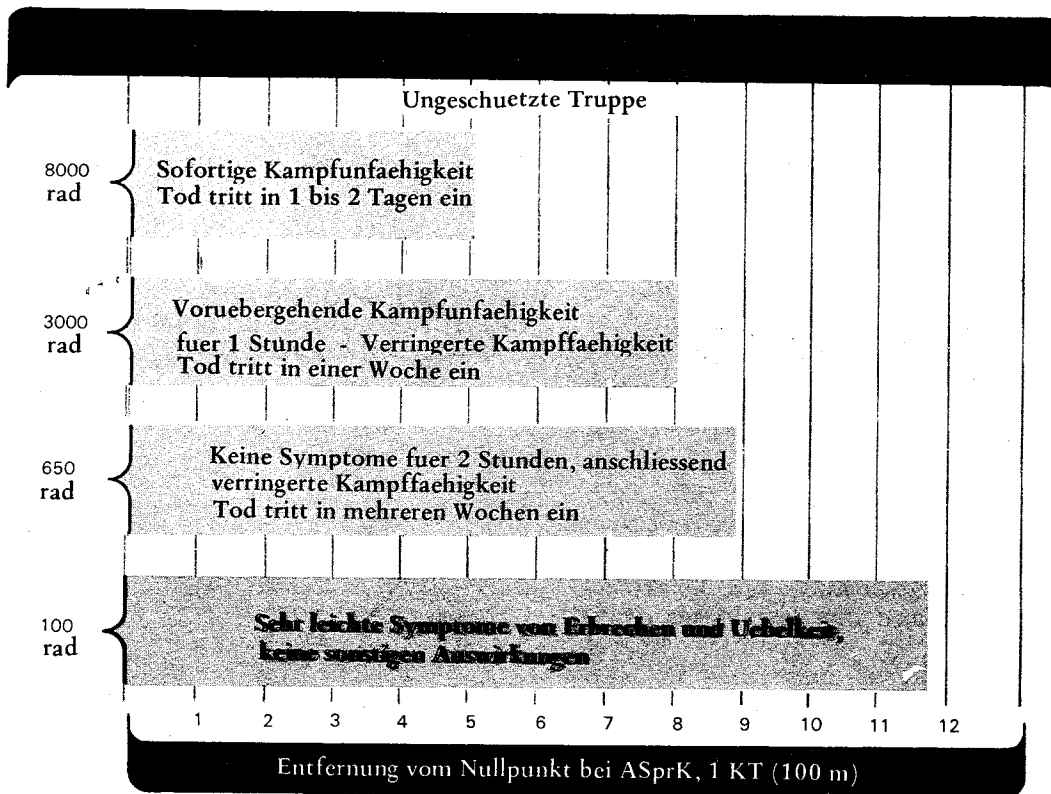 Ungeschuetzte Truppe
8000
rad
Sofortige Kampfunfaehigkeit
Tod tritt in 1 bis 2 Tagen ein
3000
rad
Voruebergehende Kampfunfaehigkeit
fuer 1 Stunde - Verringerte Kampffaehigkeit
Tod tritt in einer Woche ein
650
rad
Keine Symptome fuer 2 Stunden, anschliessend
verringerte Kampffaehigkeit
Tod tritt in mehreren Wochen ein
100
rad
Sehr leichte Symptome von Erbrechen und Uebelkeit,
keine sonstigen Auswirkungen
1 2 3 4 5 6 7 8 9 10 11 12
Entfernung vom Nullpunkt bei ASprK, 1 KT (100 m)